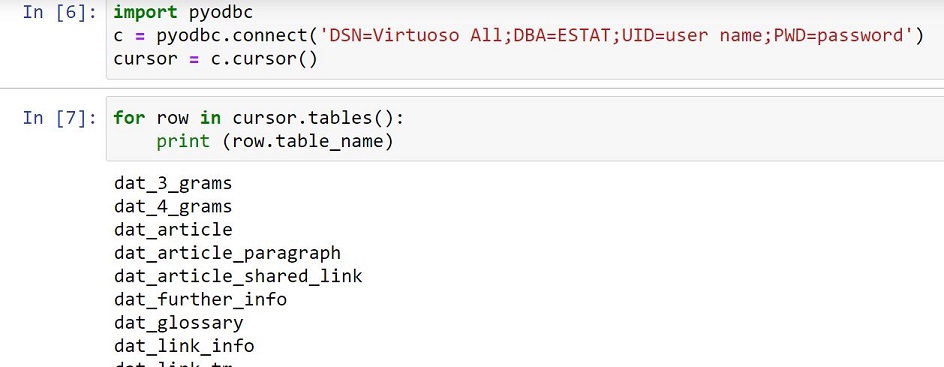 In [6]: import pyodbc
c = pyodbc.connect('DSN=Virtuoso All;DBA=ESTAT;UID=user name;PWD=password')
cursor = c.cursor()
In [7]: for row in cursor.tables():
print (row.table_name)
dat_3_grams
dat_4_grams
dat_article
dat_article_paragraph
dat_article_shared_link
dat_further_info
dat_glossary
dat_link_info